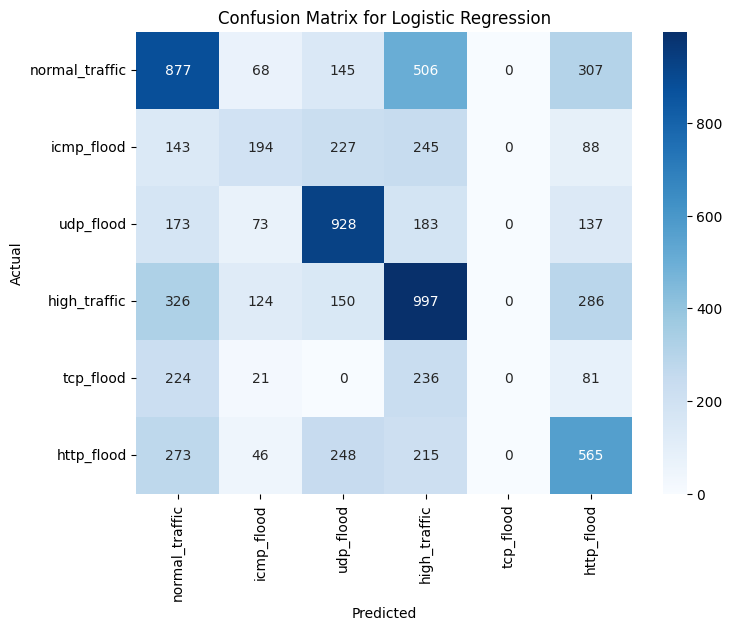 Confusion Matrix for Logistic Regression
normal_traffic 877 68 145 506 0 307
icmp_flood 143 194 227 245 0 88
udp_flood 173 73 928 183 0 137
high_traffic 326 124 150 997 0 286
tcp_flood 224 21 0 236 0 81
http_flood 273 46 248 215 0 565
normal_traffic icmp_flood udp_flood high_traffic tcp_flood http_flood
Predicted
Actual
800
600
400
200
0